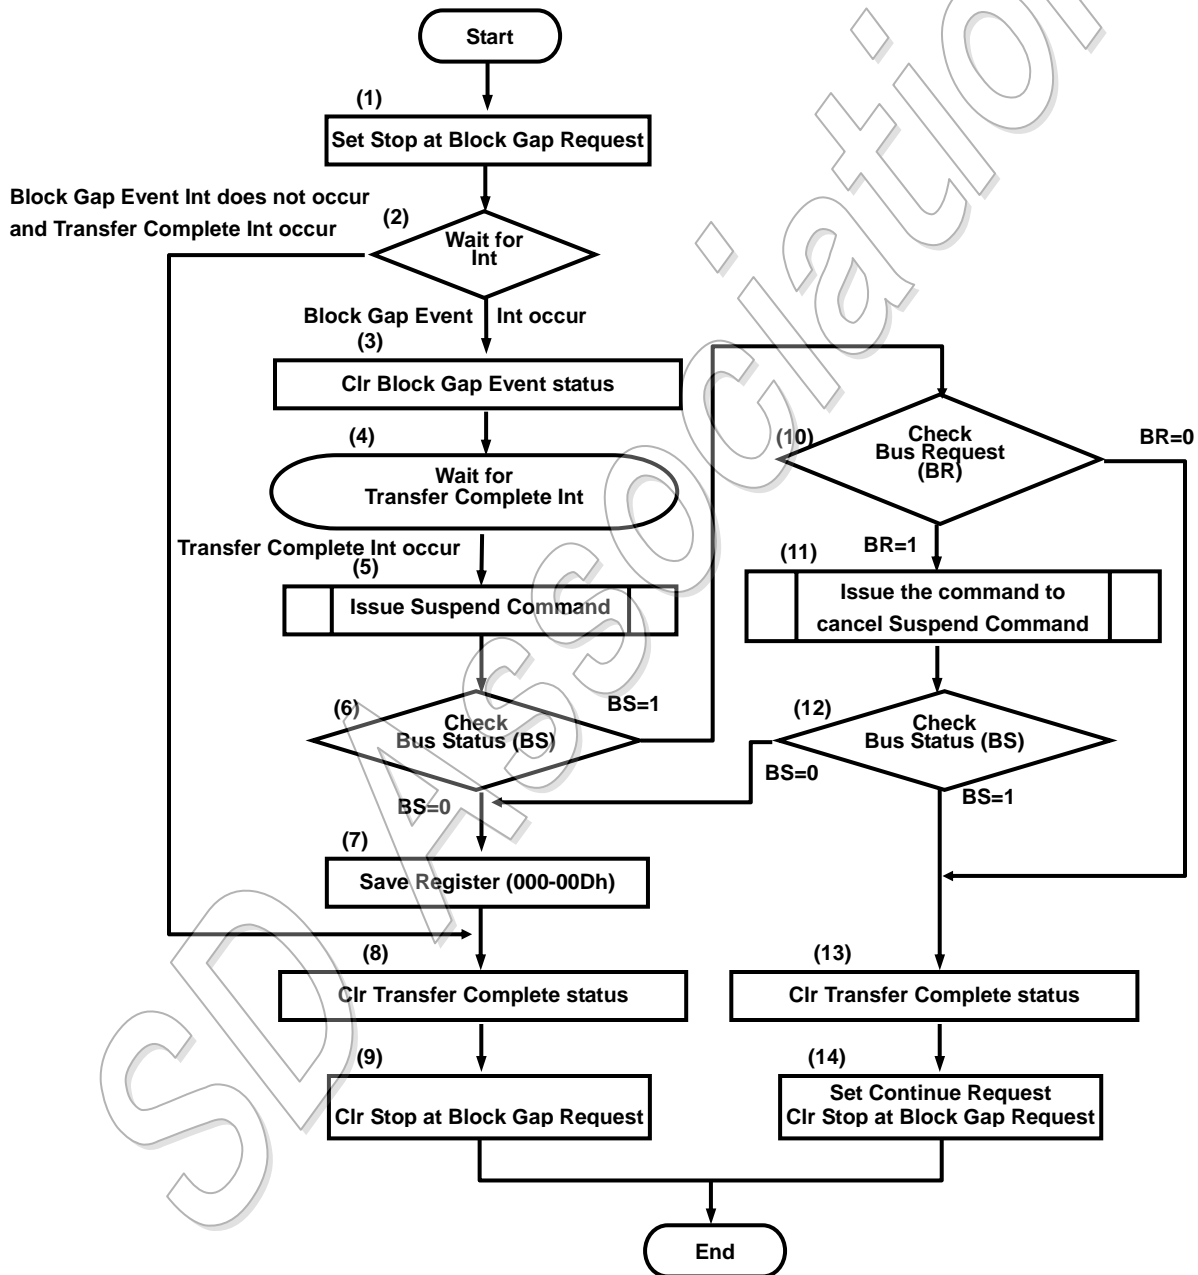 Start
(1)
Set Stop at Block Gap Request
Block Gap Event Int does not occur
and Transfer Complete Int occur
(2)
Wait for
Int
Block Gap Event Int occur
(3)
Clr Block Gap Event status
(4)
Wait for
Transfer Complete Int
Transfer Complete Int occur
(5)
Issue Suspend Command
(6)
Check
Bus Status (BS)
BS=1
BS=0
(7)
Save Register (000-00Dh)
(8)
Clr Transfer Complete status
(9)
Clr Stop at Block Gap Request
(10)
Check
Bus Request
(BR)
BR=0
BR=1
(11)
Issue the command to
cancel Suspend Command
(12)
Check
Bus Status (BS)
BS=0
BS=1
(13)
Clr Transfer Complete status
(14)
Set Continue Request
Clr Stop at Block Gap Request
End
SD Association